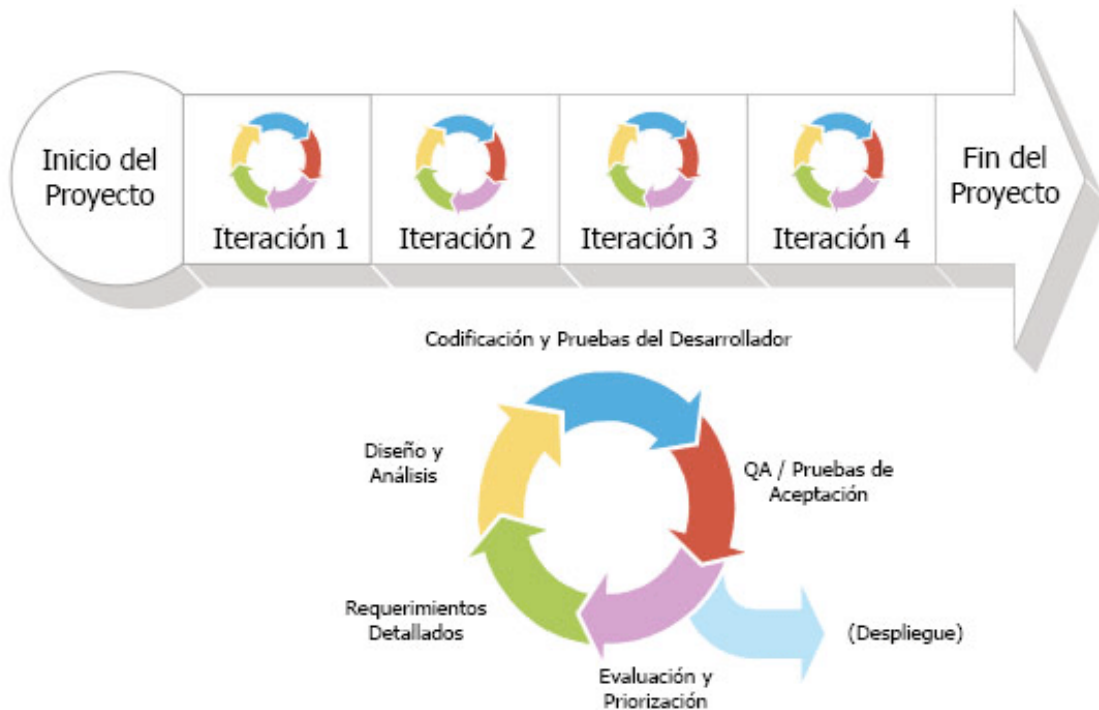 Inicio del
Proyecto
Iteración 1
Iteración 2
Iteración 3
Iteración 4
Fin del
Proyecto
Codificación y Pruebas del Desarrollador
Diseño y
Análisis
QA / Pruebas de
Aceptación
Requerimientos
Detallados
(Despliegue)
Evaluación y
Priorización